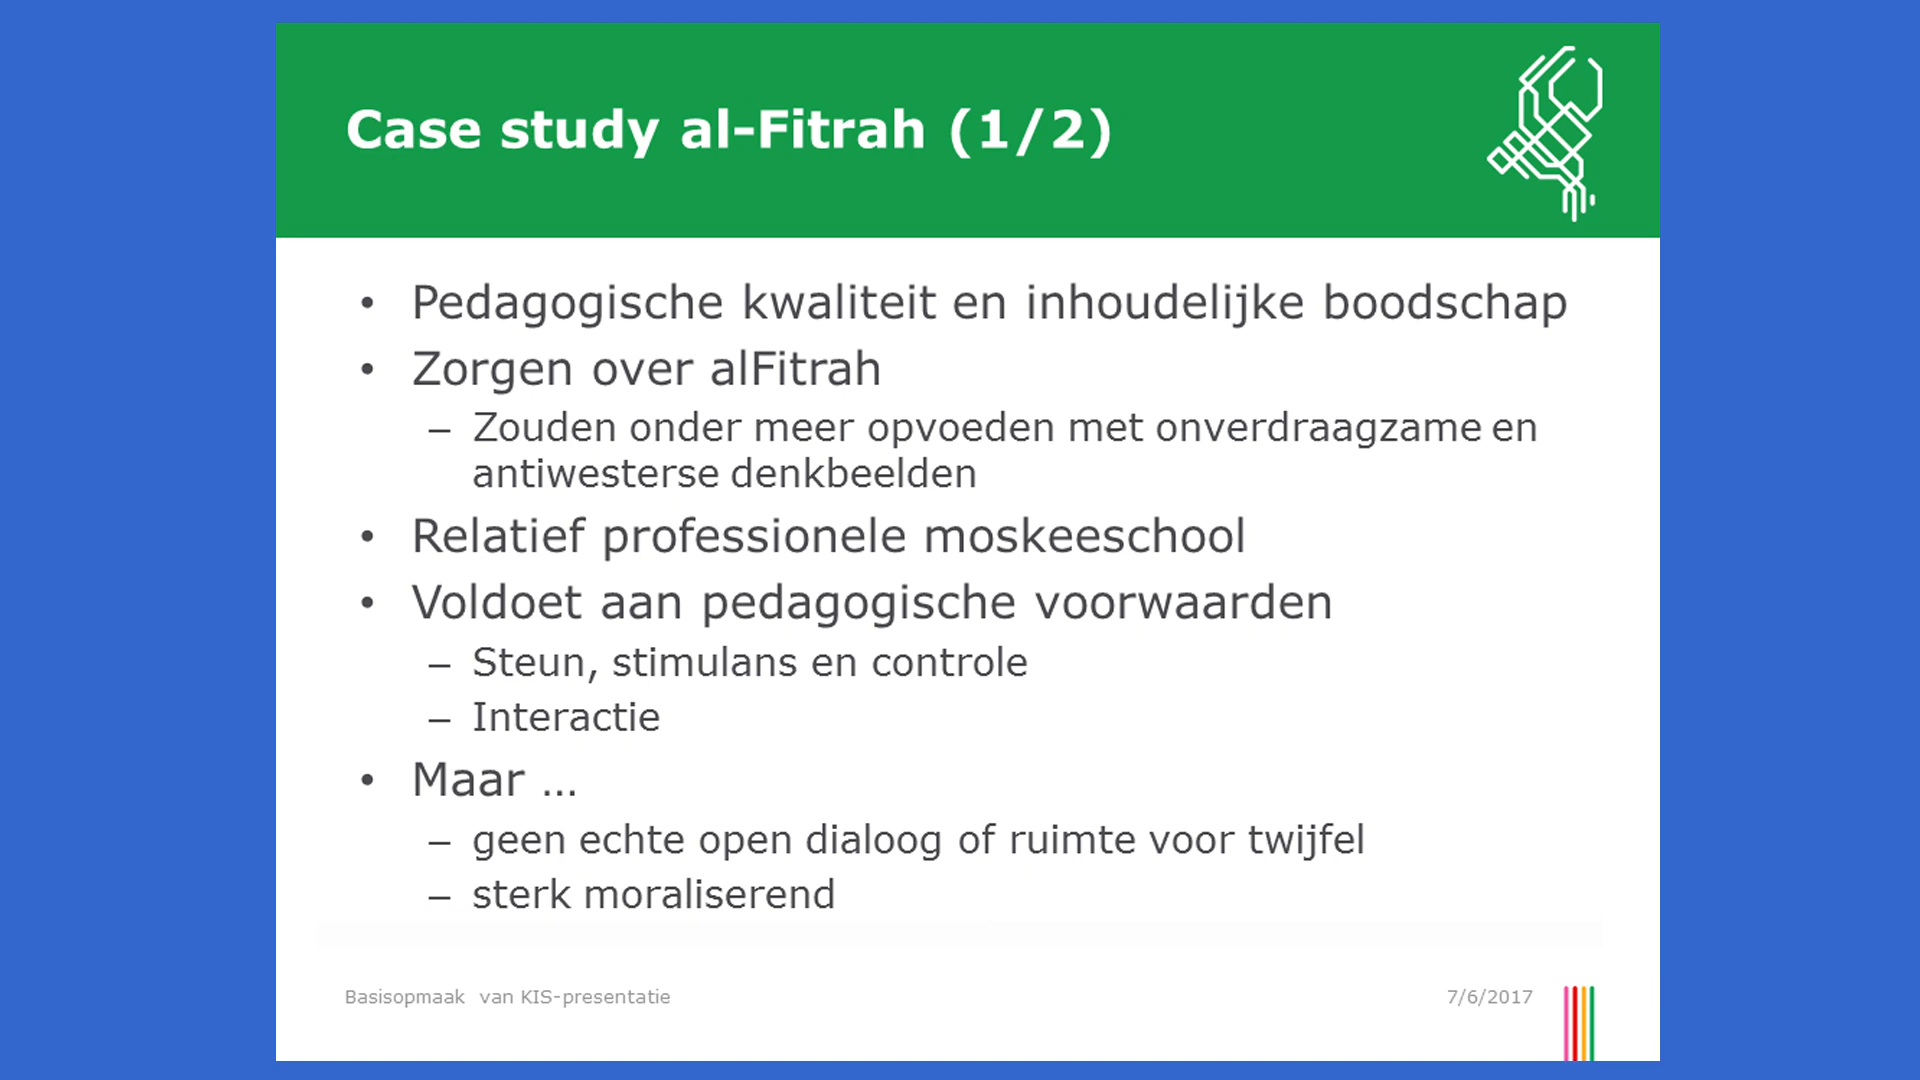 Case study al-Fitrah (1/2)
• Pedagogische kwaliteit en inhoudelijke boodschap
• Zorgen over alFitrah
– Zouden onder meer opvoeden met onverdraagzame en
antiwesterse denkbeelden
• Relatief professionele moskeeschool
• Voldoet aan pedagogische voorwaarden
– Steun, stimulans en controle
– Interactie
• Maar ...
– geen echte open dialoog of ruimte voor twijfel
– sterk moraliserend
Basisopmaak van KIS-presentatie
7/6/2017